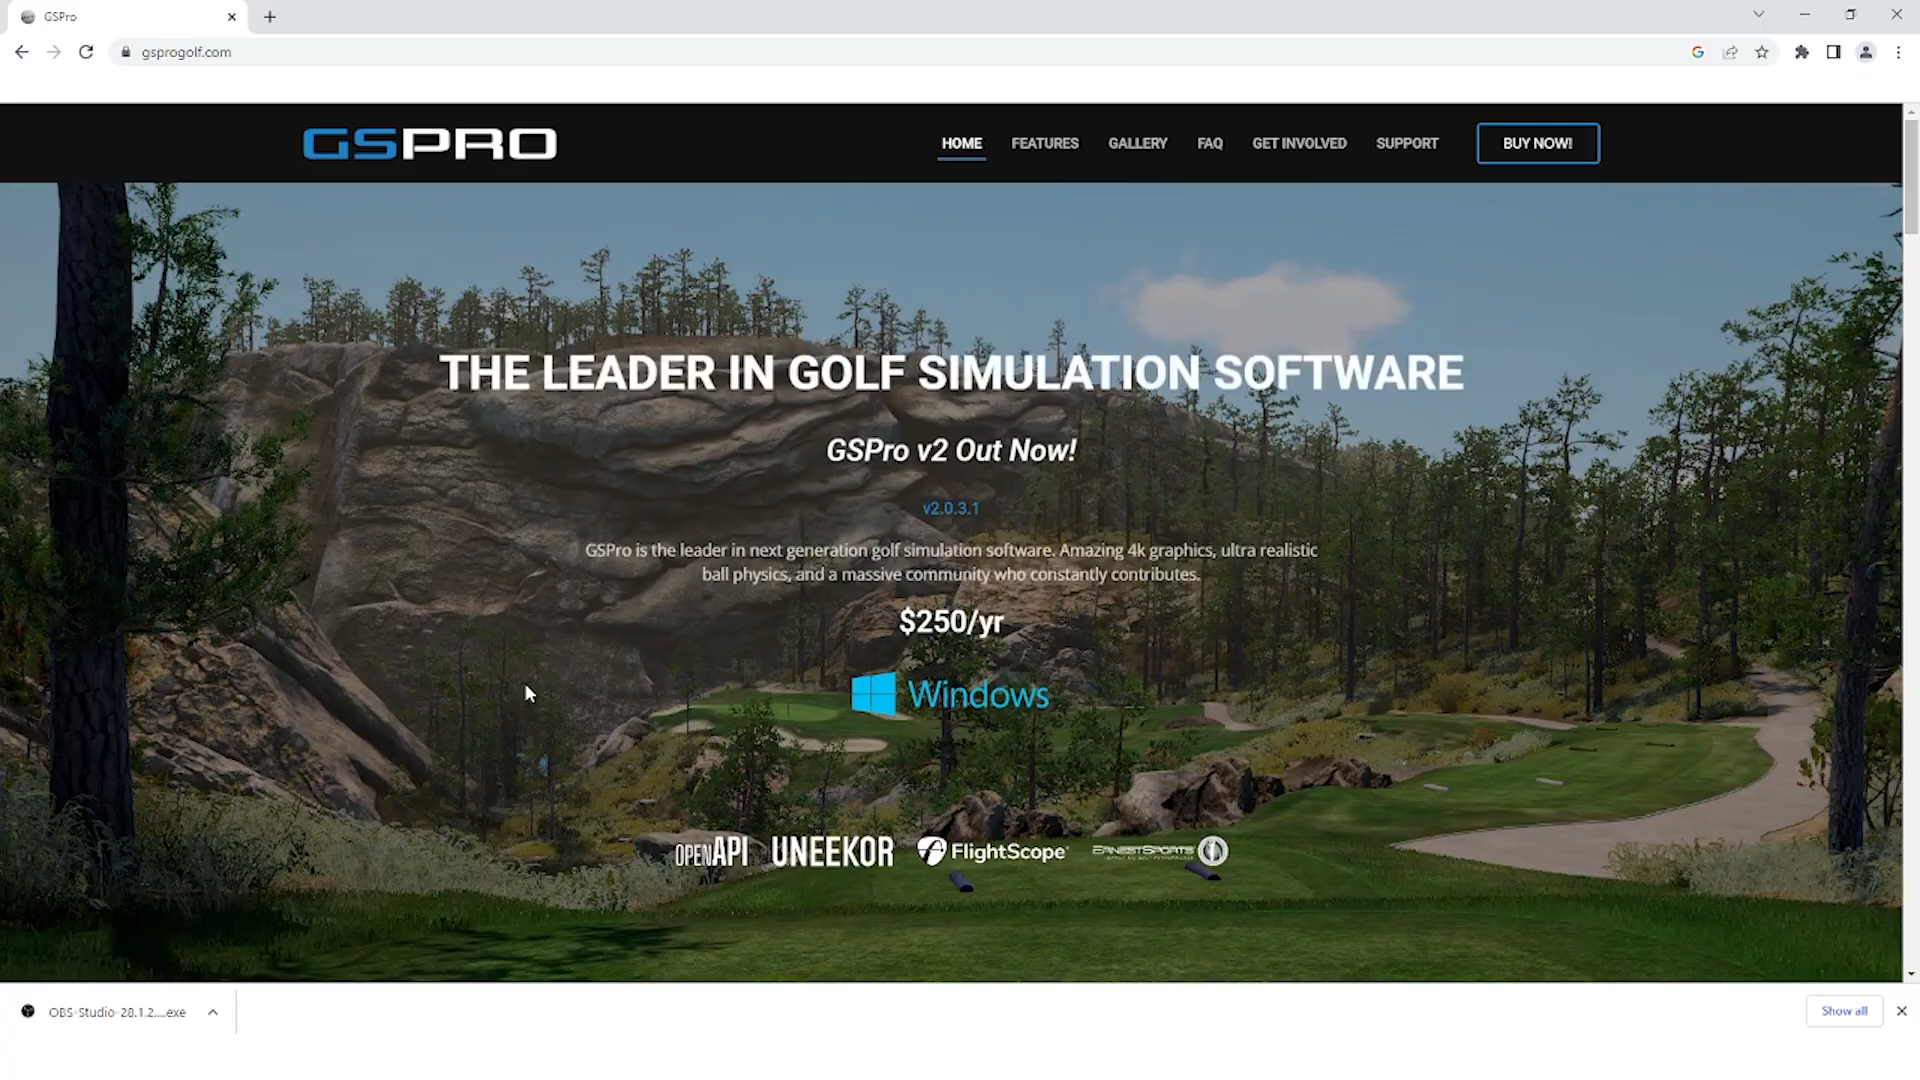 GSPro
gsprogolf.com
GSPRO
HOME
FEATURES
GALLERY
FAQ
GET INVOLVED
SUPPORT
BUY NOW!
THE LEADER IN GOLF SIMULATION SOFTWARE
GSPro v2 Out Now!
v2.0.3.1
GSPro is the leader in next generation golf simulation software. Amazing 4k graphics, ultra realistic
ball physics, and a massive community who constantly contributes.
$250/yr
Windows
OPENAPI
UNEEKOR
FlightScope
ERNESTSPORTS
OBS-Studio-28.1.2....exe
Show all